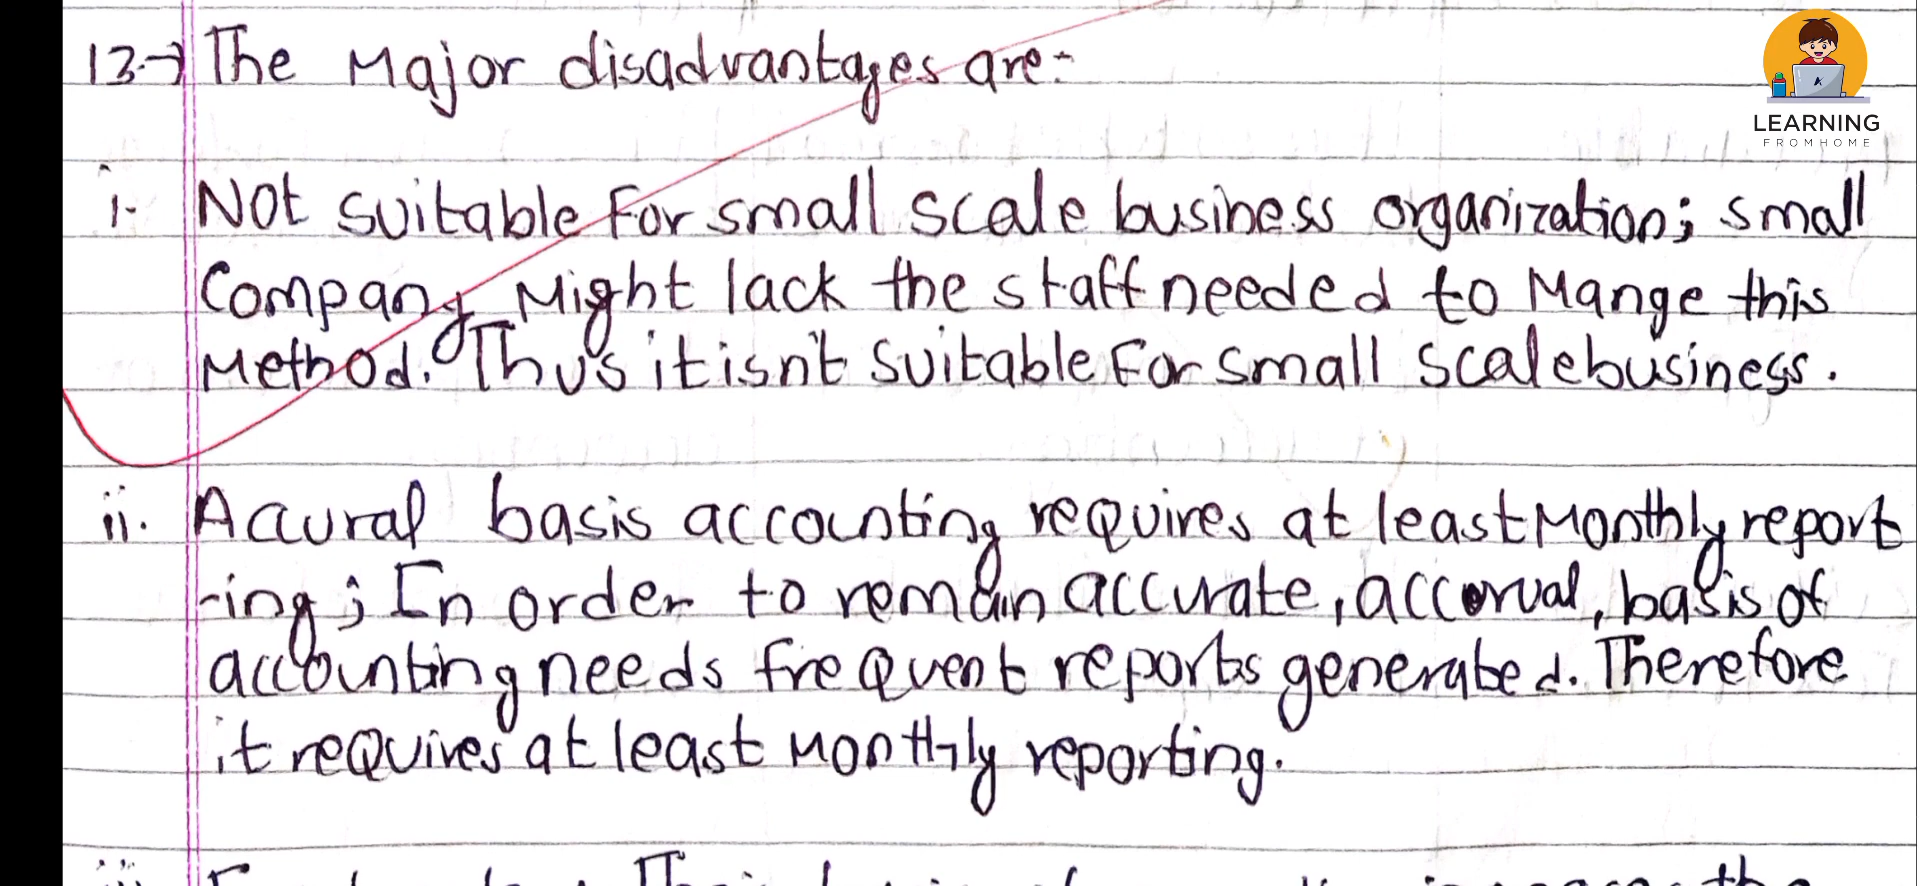 13.→ The Major disadvantages are:-
LEARNING
FROMHOME
i. Not suitable for small scale business organization; small
Company Might lack the staff needed to Mange this
Method. Thus it isn't suitable for small scale business.
ii. Accural basis accounting requires at least Monthly report
-ing; In order to remain accurate, accorual, basis of
accounting needs frequent reports generated. Therefore
it requires at least Monthly reporting.
iii.